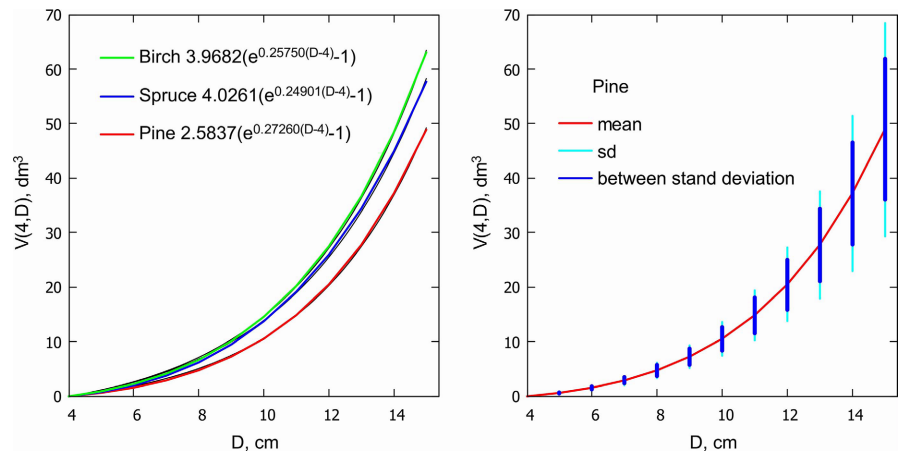 V(4,D), dm³
70
60
50
40
30
20
10
0
Birch 3.9682(e^0.25750(D-4)-1)
Spruce 4.0261(e^0.24901(D-4)-1)
Pine 2.5837(e^0.27260(D-4)-1)
4 6 8 10 12 14
D, cm
V(4,D), dm³
70
60
50
40
30
20
10
0
Pine
mean
sd
between stand deviation
4 6 8 10 12 14
D, cm